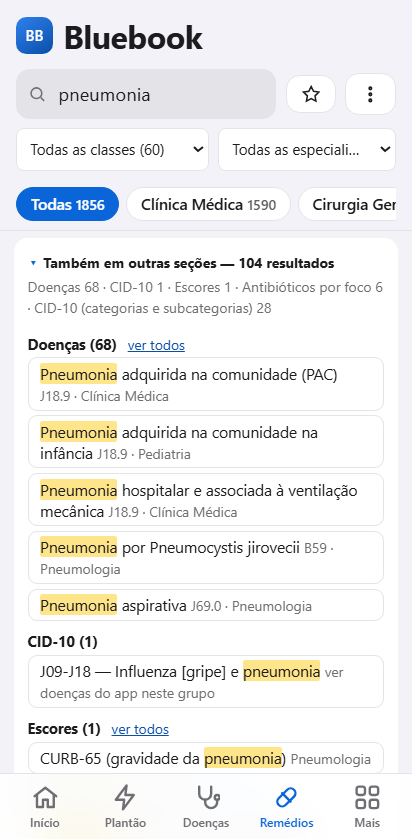 BB Bluebook
pneumonia
Todas as classes (60) Todas as especiali...
Todas 1856 Clínica Médica 1590 Cirurgia Ger
Também em outras seções — 104 resultados
Doenças 68 · CID-10 1 · Escores 1 · Antibióticos por foco 6
· CID-10 (categorias e subcategorias) 28
Doenças (68) ver todos
Pneumonia adquirida na comunidade (PAC)
J18.9 · Clínica Médica
Pneumonia adquirida na comunidade na
infância J18.9 · Pediatria
Pneumonia hospitalar e associada à ventilação
mecânica J18.9 · Clínica Médica
Pneumonia por Pneumocystis jirovecii B59 ·
Pneumologia
Pneumonia aspirativa J69.0 · Pneumologia
CID-10 (1)
J09-J18 — Influenza [gripe] e pneumonia ver
doenças do app neste grupo
Escores (1) ver todos
CURB-65 (gravidade da pneumonia) Pneumologia
Início Plantão Doenças Remédios Mais